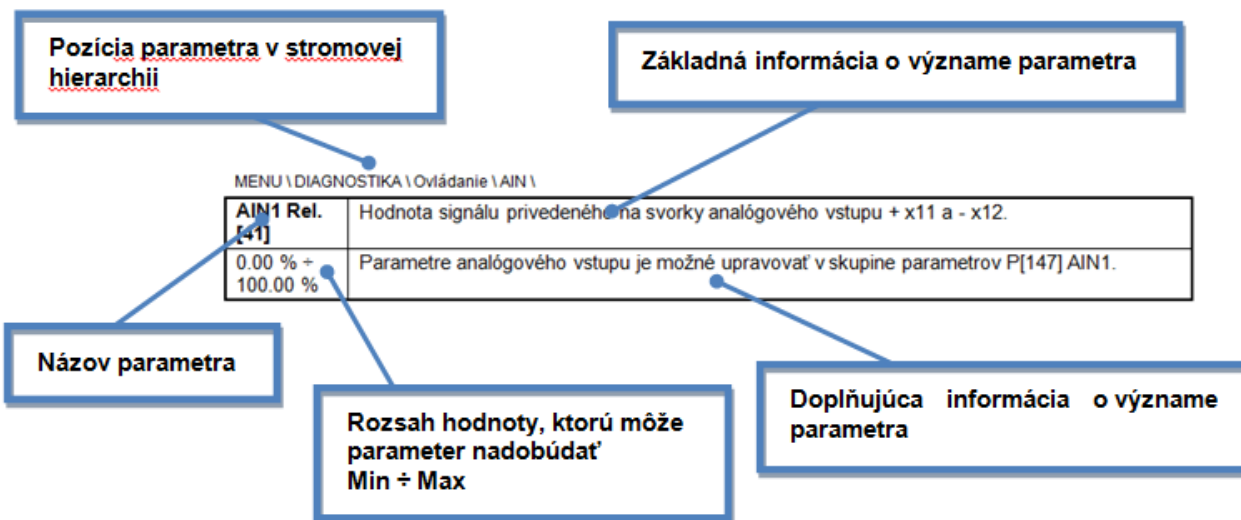 Pozícia parametra v stromovej
hierarchii
Základná informácia o význame parametra
MENU \ DIAGNOSTIKA \ Ovládanie \ AIN \
AIN1 Rel.
[41]
Hodnota signálu privedeného na svorky analógového vstupu + x11 a - x12.
0.00 % ÷
100.00 %
Parametre analógového vstupu je možné upravovať v skupine parametrov P[147] AIN1.
Názov parametra
Rozsah hodnoty, ktorú môže
parameter nadobúdať
Min ÷ Max
Doplňujúca informácia o význame
parametra